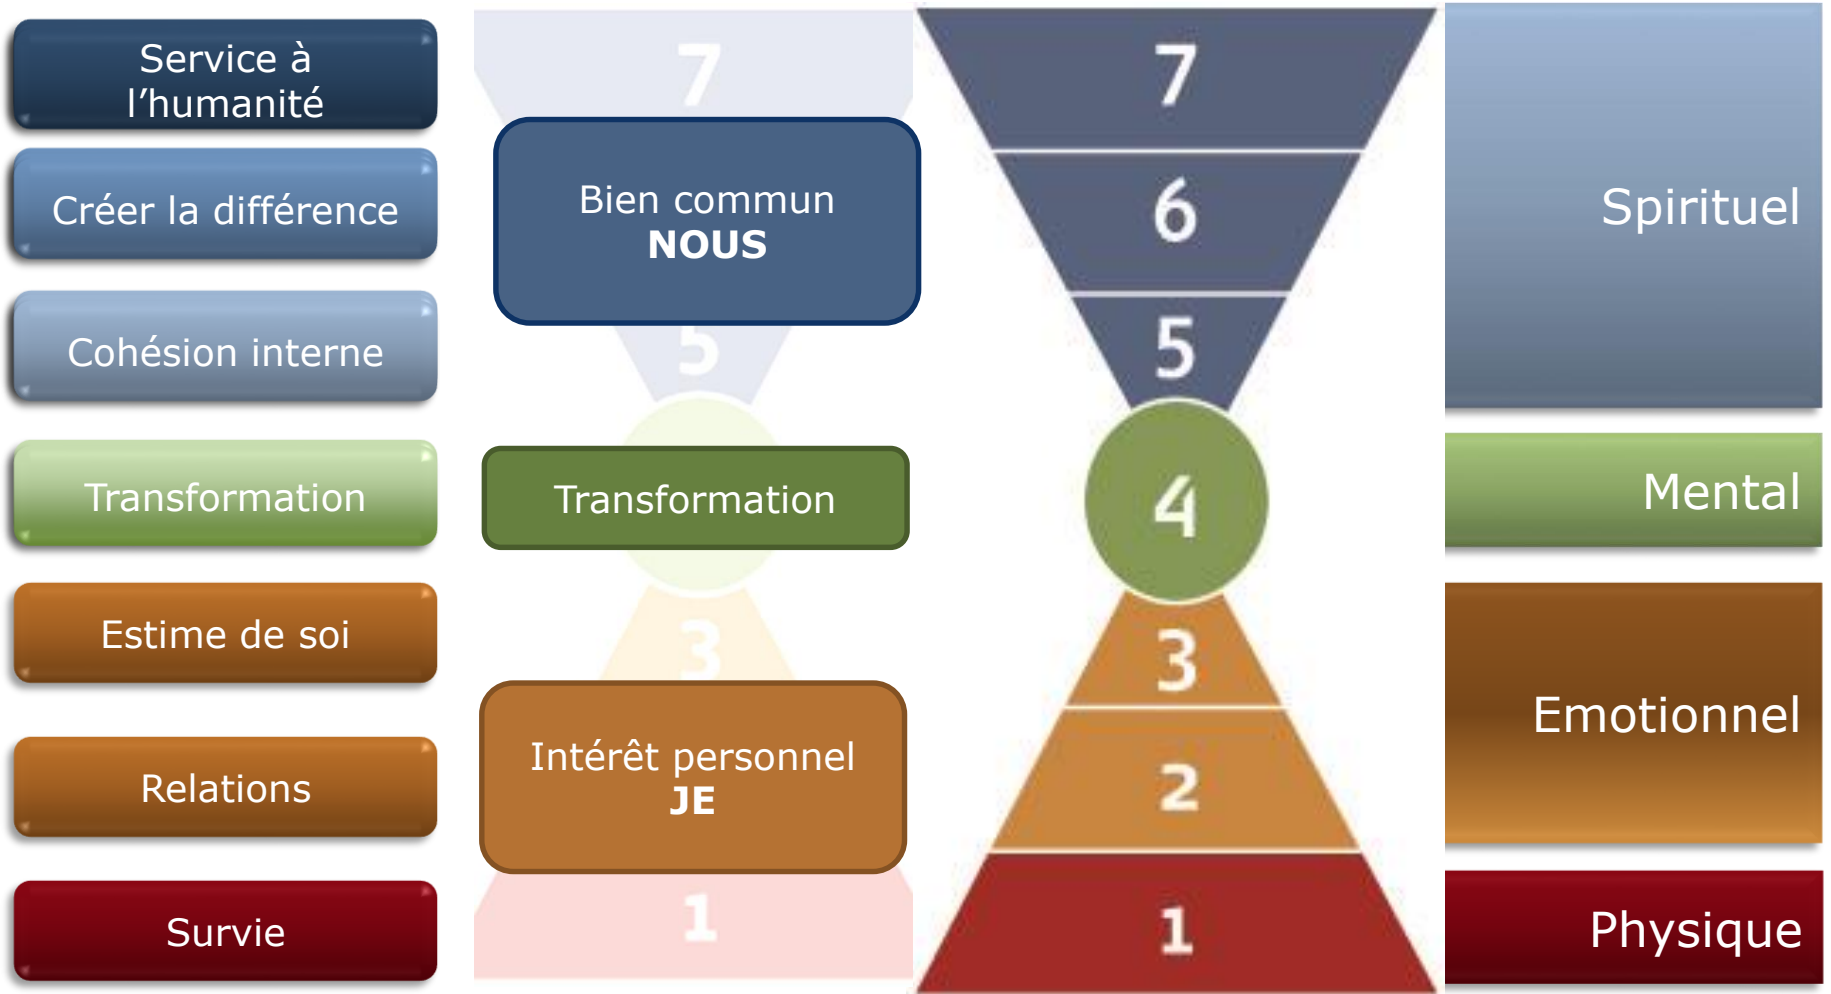 Service à
l’humanité
Créer la différence
Cohésion interne
Transformation
Estime de soi
Relations
Survie
7
Bien commun
NOUS
5
Transformation
3
Intérêt personnel
JE
1
7
6
5
4
3
2
1
Spirituel
Mental
Emotionnel
Physique